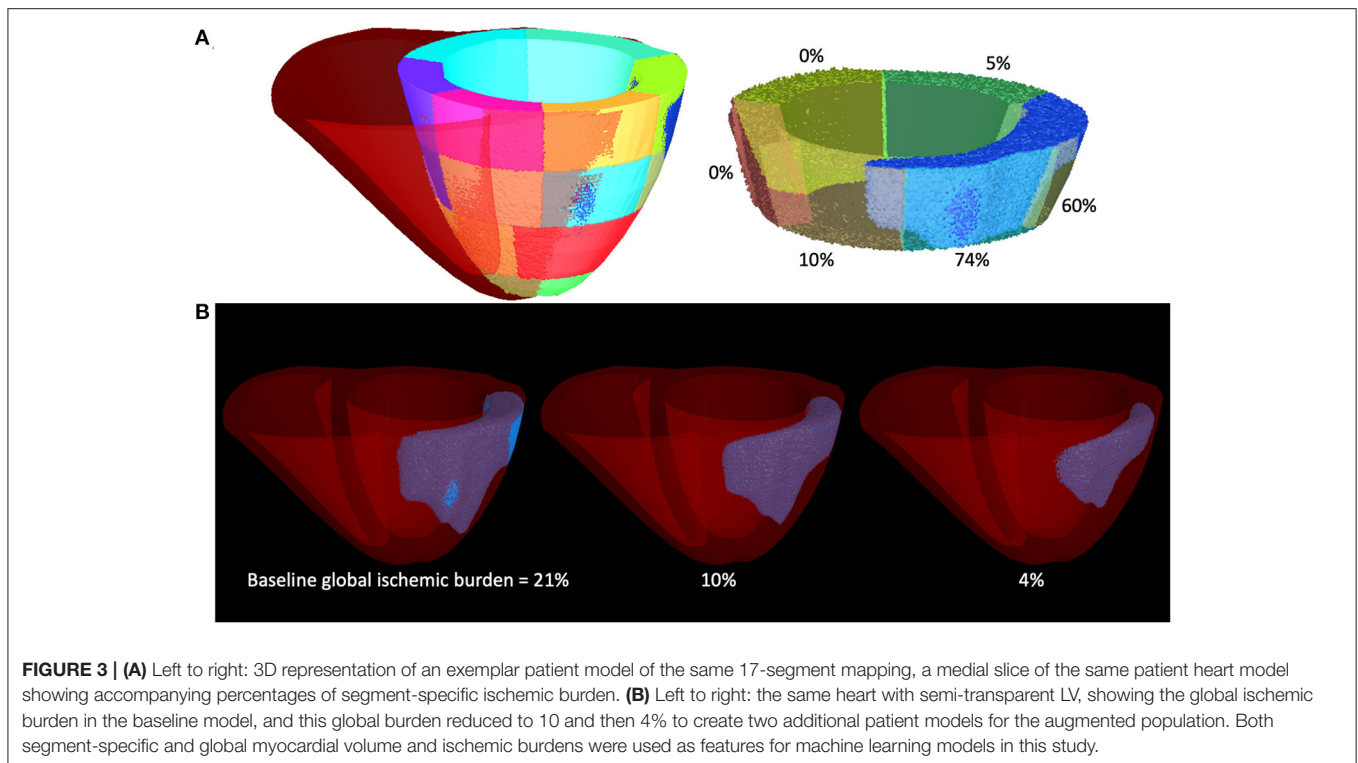 A
0%
5%
0%
60%
10%
74%
B
Baseline global ischemic burden = 21%
10%
4%
FIGURE 3 | (A) Left to right: 3D representation of an exemplar patient model of the same 17-segment mapping, a medial slice of the same patient heart model
showing accompanying percentages of segment-specific ischemic burden. (B) Left to right: the same heart with semi-transparent LV, showing the global ischemic
burden in the baseline model, and this global burden reduced to 10 and then 4% to create two additional patient models for the augmented population. Both
segment-specific and global myocardial volume and ischemic burdens were used as features for machine learning models in this study.